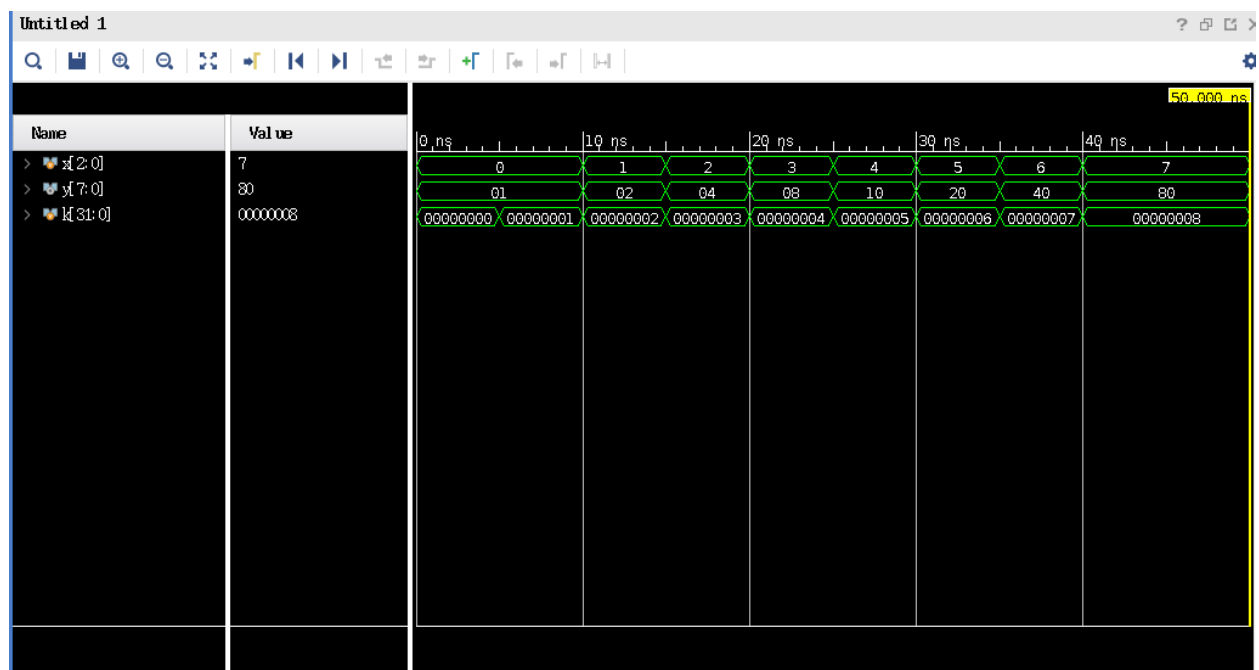 Untitled 1
50.000 ns
Name Value
0 ns 10 ns 20 ns 30 ns 40 ns
x[2:0] 7 0 1 2 3 4 5 6 7
y[7:0] 80 01 02 04 08 10 20 40 80
k[31:0] 00000008 00000000 00000001 00000002 00000003 00000004 00000005 00000006 00000007 00000008